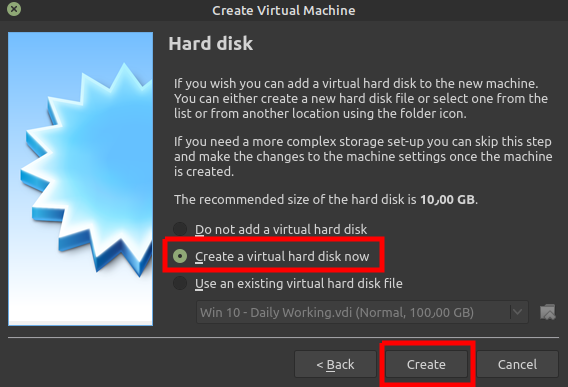 Create Virtual Machine
Hard disk
If you wish you can add a virtual hard disk to the new machine.
You can either create a new hard disk file or select one from the
list or from another location using the folder icon.
If you need a more complex storage set-up you can skip this step
and make the changes to the machine settings once the machine
is created.
The recommended size of the hard disk is 10٫00 GB.
Do not add a virtual hard disk
Create a virtual hard disk now
Use an existing virtual hard disk file
Win 10 - Daily Working.vdi (Normal, 100٫00 GB)
< Back
Create
Cancel